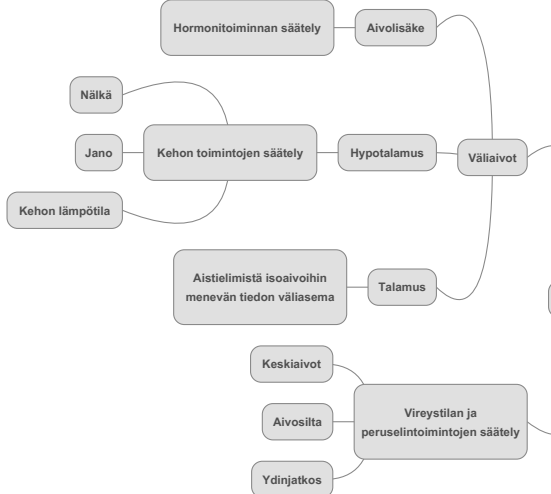 Hormonitoiminnan säätely
Aivolisäke
Nälkä
Jano
Kehon toimintojen säätely
Hypotalamus
Väliaivot
Kehon lämpötila
Aistielimistä isoaivoihin
menevän tiedon väliasema
Talamus
Keskiaivot
Aivosilta
Vireystilan ja
peruselintoimintojen säätely
Ydinjatkos